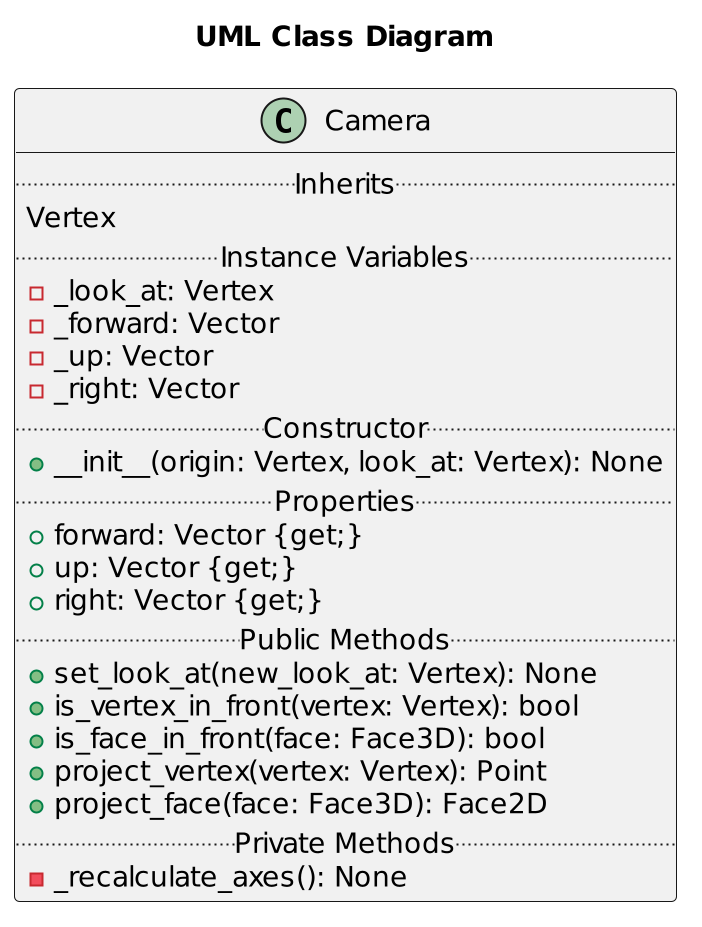 UML Class Diagram
C Camera
Inherits
Vertex
Instance Variables
_look_at: Vertex
_forward: Vector
_up: Vector
_right: Vector
Constructor
__init__(origin: Vertex, look_at: Vertex): None
Properties
forward: Vector {get;}
up: Vector {get;}
right: Vector {get;}
Public Methods
set_look_at(new_look_at: Vertex): None
is_vertex_in_front(vertex: Vertex): bool
is_face_in_front(face: Face3D): bool
project_vertex(vertex: Vertex): Point
project_face(face: Face3D): Face2D
Private Methods
_recalculate_axes(): None